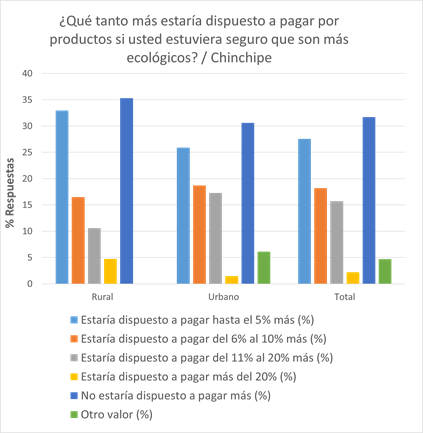 ¿Qué tanto más estaría dispuesto a pagar por
productos si usted estuviera seguro que son más
ecológicos? / Chinchipe
40
35
30
25
20
15
10
5
0
% Respuestas
Rural Urbano Total
Estaría dispuesto a pagar hasta el 5% más (%)
Estaría dispuesto a pagar del 6% al 10% más (%)
Estaría dispuesto a pagar del 11% al 20% más (%)
Estaría dispuesto a pagar más del 20% (%)
No estaría dispuesto a pagar más (%)
Otro valor (%)